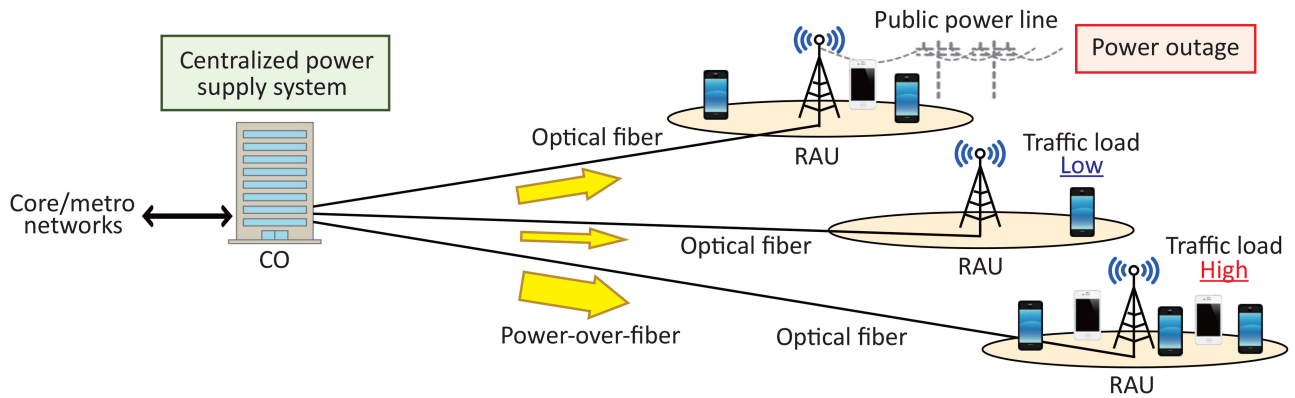 Public power line
Power outage
Centralized power
supply system
Optical fiber
RAU
Traffic load
Low
Core/metro
networks
CO
Optical fiber
RAU
Traffic load
High
Power-over-fiber
Optical fiber
RAU